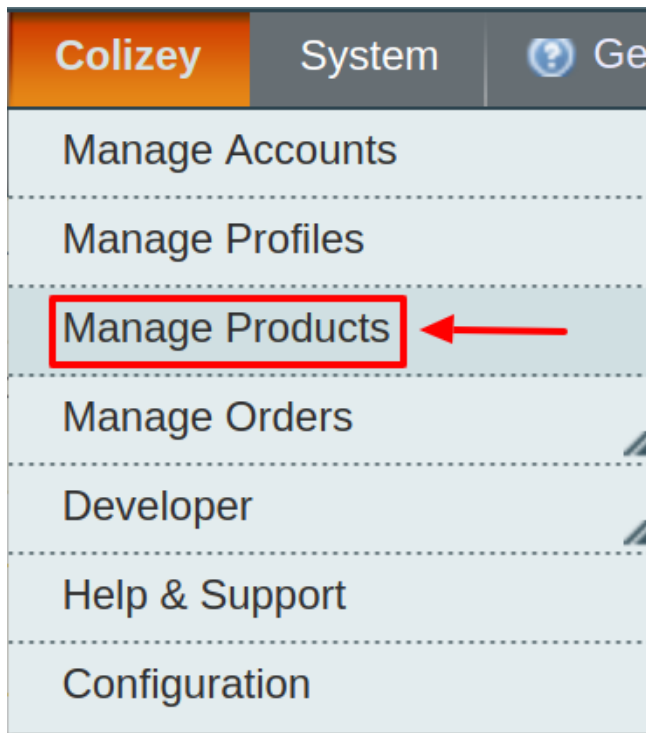 Colizey System Ge
Manage Accounts
Manage Profiles
Manage Products
Manage Orders
Developer
Help & Support
Configuration